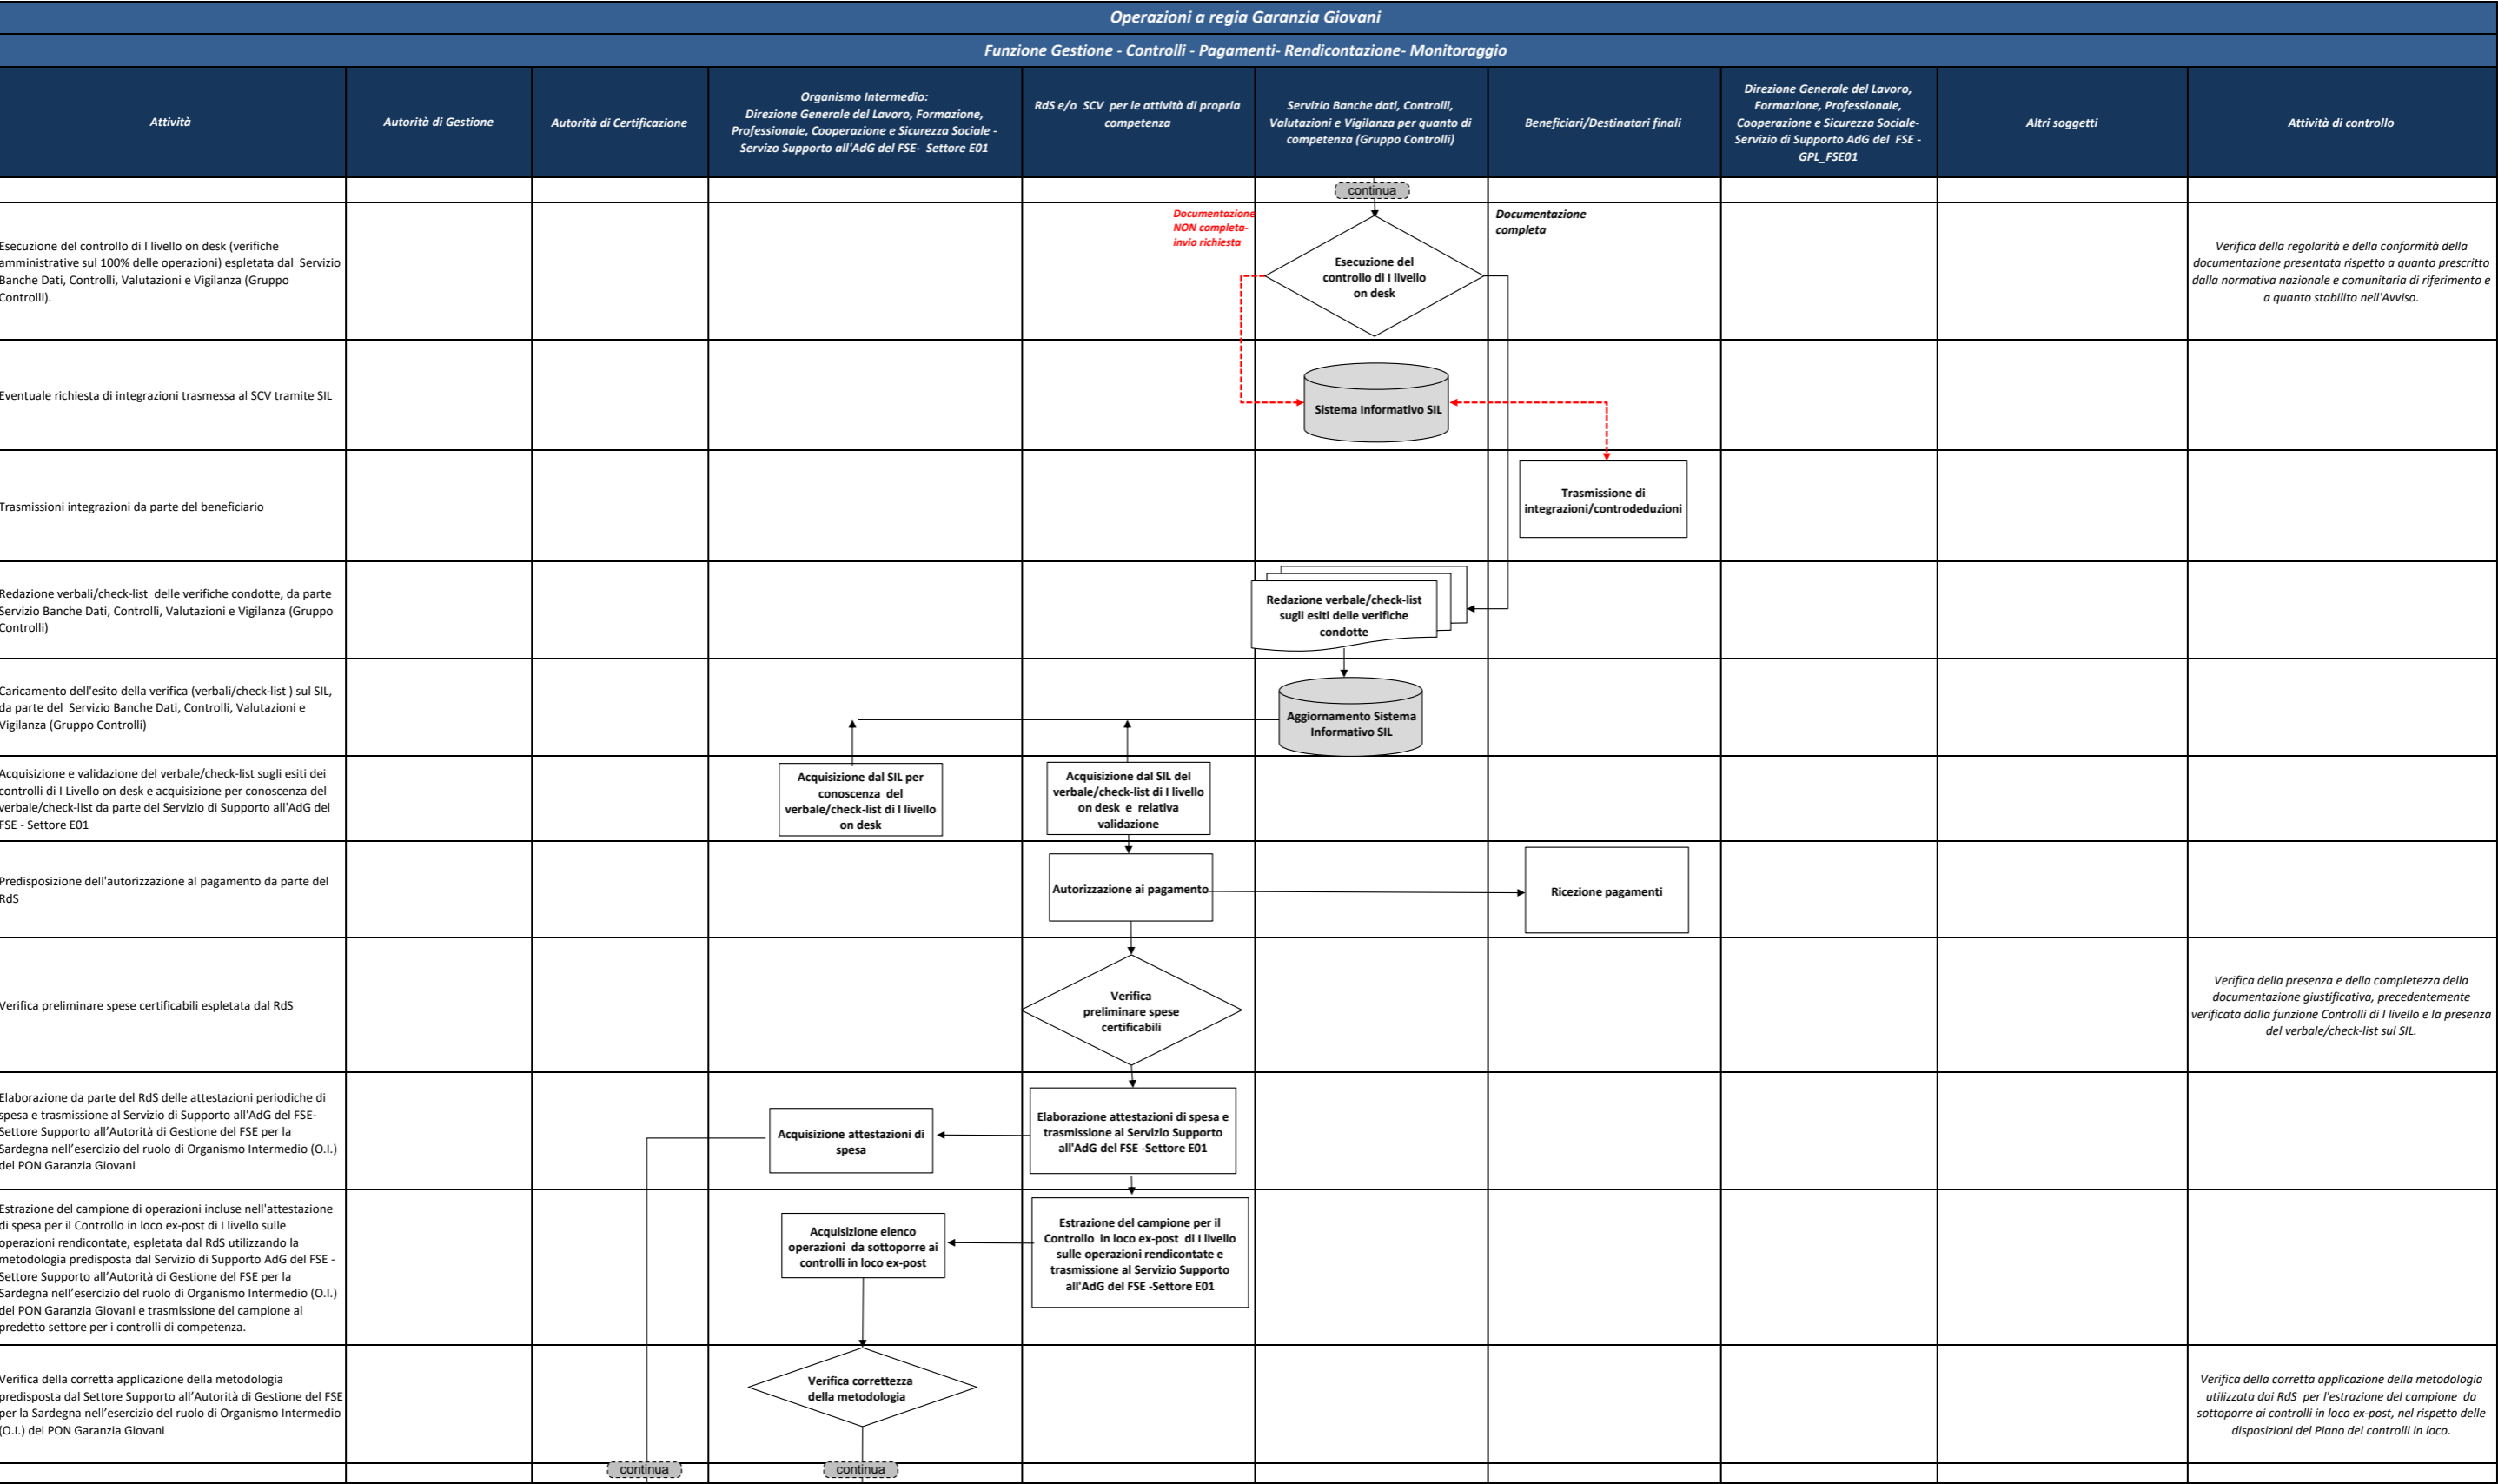 Operazioni a regia Garanzia Giovani
Funzione Gestione - Controlli - Pagamenti- Rendicontazione- Monitoraggio
Attività
Autorità di Gestione
Autorità di Certificazione
Organismo Intermedio:
Direzione Generale del Lavoro, Formazione,
Professionale, Cooperazione e Sicurezza Sociale -
Servizo Supporto all'AdG del FSE- Settore E01
RdS e/o SCV per le attività di propria
competenza
Servizio Banche dati, Controlli,
Valutazioni e Vigilanza per quanto di
competenza (Gruppo Controlli)
Beneficiari/Destinatari finali
Direzione Generale del Lavoro,
Formazione, Professionale,
Cooperazione e Sicurezza Sociale-
Servizio di Supporto AdG del FSE -
GPL_FSE01
Altri soggetti
Attività di controllo
continua
Esecuzione del controllo di I livello on desk (verifiche
amministrative sul 100% delle operazioni) espletata dal Servizio
Banche Dati, Controlli, Valutazioni e Vigilanza (Gruppo
Controlli).
Documentazione
NON completa-
invio richiesta
Esecuzione del
controllo di I livello
on desk
Documentazione
completa
Verifica della regolarità e della conformità della
documentazione presentata rispetto a quanto prescritto
dalla normativa nazionale e comunitaria di riferimento e
a quanto stabilito nell'Avviso.
Eventuale richiesta di integrazioni trasmessa al SCV tramite SIL
Sistema Informativo SIL
Trasmissioni integrazioni da parte del beneficiario
Trasmissione di
integrazioni/controdeduzioni
Redazione verbali/check-list delle verifiche condotte, da parte
Servizio Banche Dati, Controlli, Valutazioni e Vigilanza (Gruppo
Controlli)
Redazione verbale/check-list
sugli esiti delle verifiche
condotte
Caricamento dell'esito della verifica (verbali/check-list ) sul SIL,
da parte del Servizio Banche Dati, Controlli, Valutazioni e
Vigilanza (Gruppo Controlli)
Aggiornamento Sistema
Informativo SIL
Acquisizione e validazione del verbale/check-list sugli esiti dei
controlli di I Livello on desk e acquisizione per conoscenza del
verbale/check-list da parte del Servizio di Supporto all'AdG del
FSE - Settore E01
Acquisizione dal SIL per
conoscenza del
verbale/check-list di I livello
on desk
Acquisizione dal SIL del
verbale/check-list di I livello
on desk e relativa
validazione
Predisposizione dell'autorizzazione al pagamento da parte del
RdS
Autorizzazione ai pagamento
Ricezione pagamenti
Verifica preliminare spese certificabili espletata dal RdS
Verifica
preliminare spese
certificabili
Verifica della presenza e della completezza della
documentazione giustificativa, precedentemente
verificata dalla funzione Controlli di I livello e la presenza
del verbale/check-list sul SIL.
Elaborazione da parte del RdS delle attestazioni periodiche di
spesa e trasmissione al Servizio di Supporto all'AdG del FSE-
Settore Supporto all’Autorità di Gestione del FSE per la
Sardegna nell’esercizio del ruolo di Organismo Intermedio (O.I.)
del PON Garanzia Giovani
Acquisizione attestazioni di
spesa
Elaborazione attestazioni di spesa e
trasmissione al Servizio Supporto
all'AdG del FSE -Settore E01
Estrazione del campione di operazioni incluse nell'attestazione
di spesa per il Controllo in loco ex-post di I livello sulle
operazioni rendicontate, espletata dal RdS utilizzando la
metodologia predisposta dal Servizio di Supporto AdG del FSE -
Settore Supporto all’Autorità di Gestione del FSE per la
Sardegna nell’esercizio del ruolo di Organismo Intermedio (O.I.)
del PON Garanzia Giovani e trasmissione del campione al
predetto settore per i controlli di competenza.
Acquisizione elenco
operazioni da sottoporre ai
controlli in loco ex-post
Estrazione del campione per il
Controllo in loco ex-post di I livello
sulle operazioni rendicontate e
trasmissione al Servizio Supporto
all'AdG del FSE -Settore E01
Verifica della corretta applicazione della metodologia
predisposta dal Settore Supporto all’Autorità di Gestione del FSE
per la Sardegna nell’esercizio del ruolo di Organismo Intermedio
(O.I.) del PON Garanzia Giovani
Verifica correttezza
della metodologia
Verifica della corretta applicazione della metodologia
utilizzata dai RdS per l'estrazione del campione da
sottoporre ai controlli in loco ex-post, nel rispetto delle
disposizioni del Piano dei controlli in loco.
continua
continua